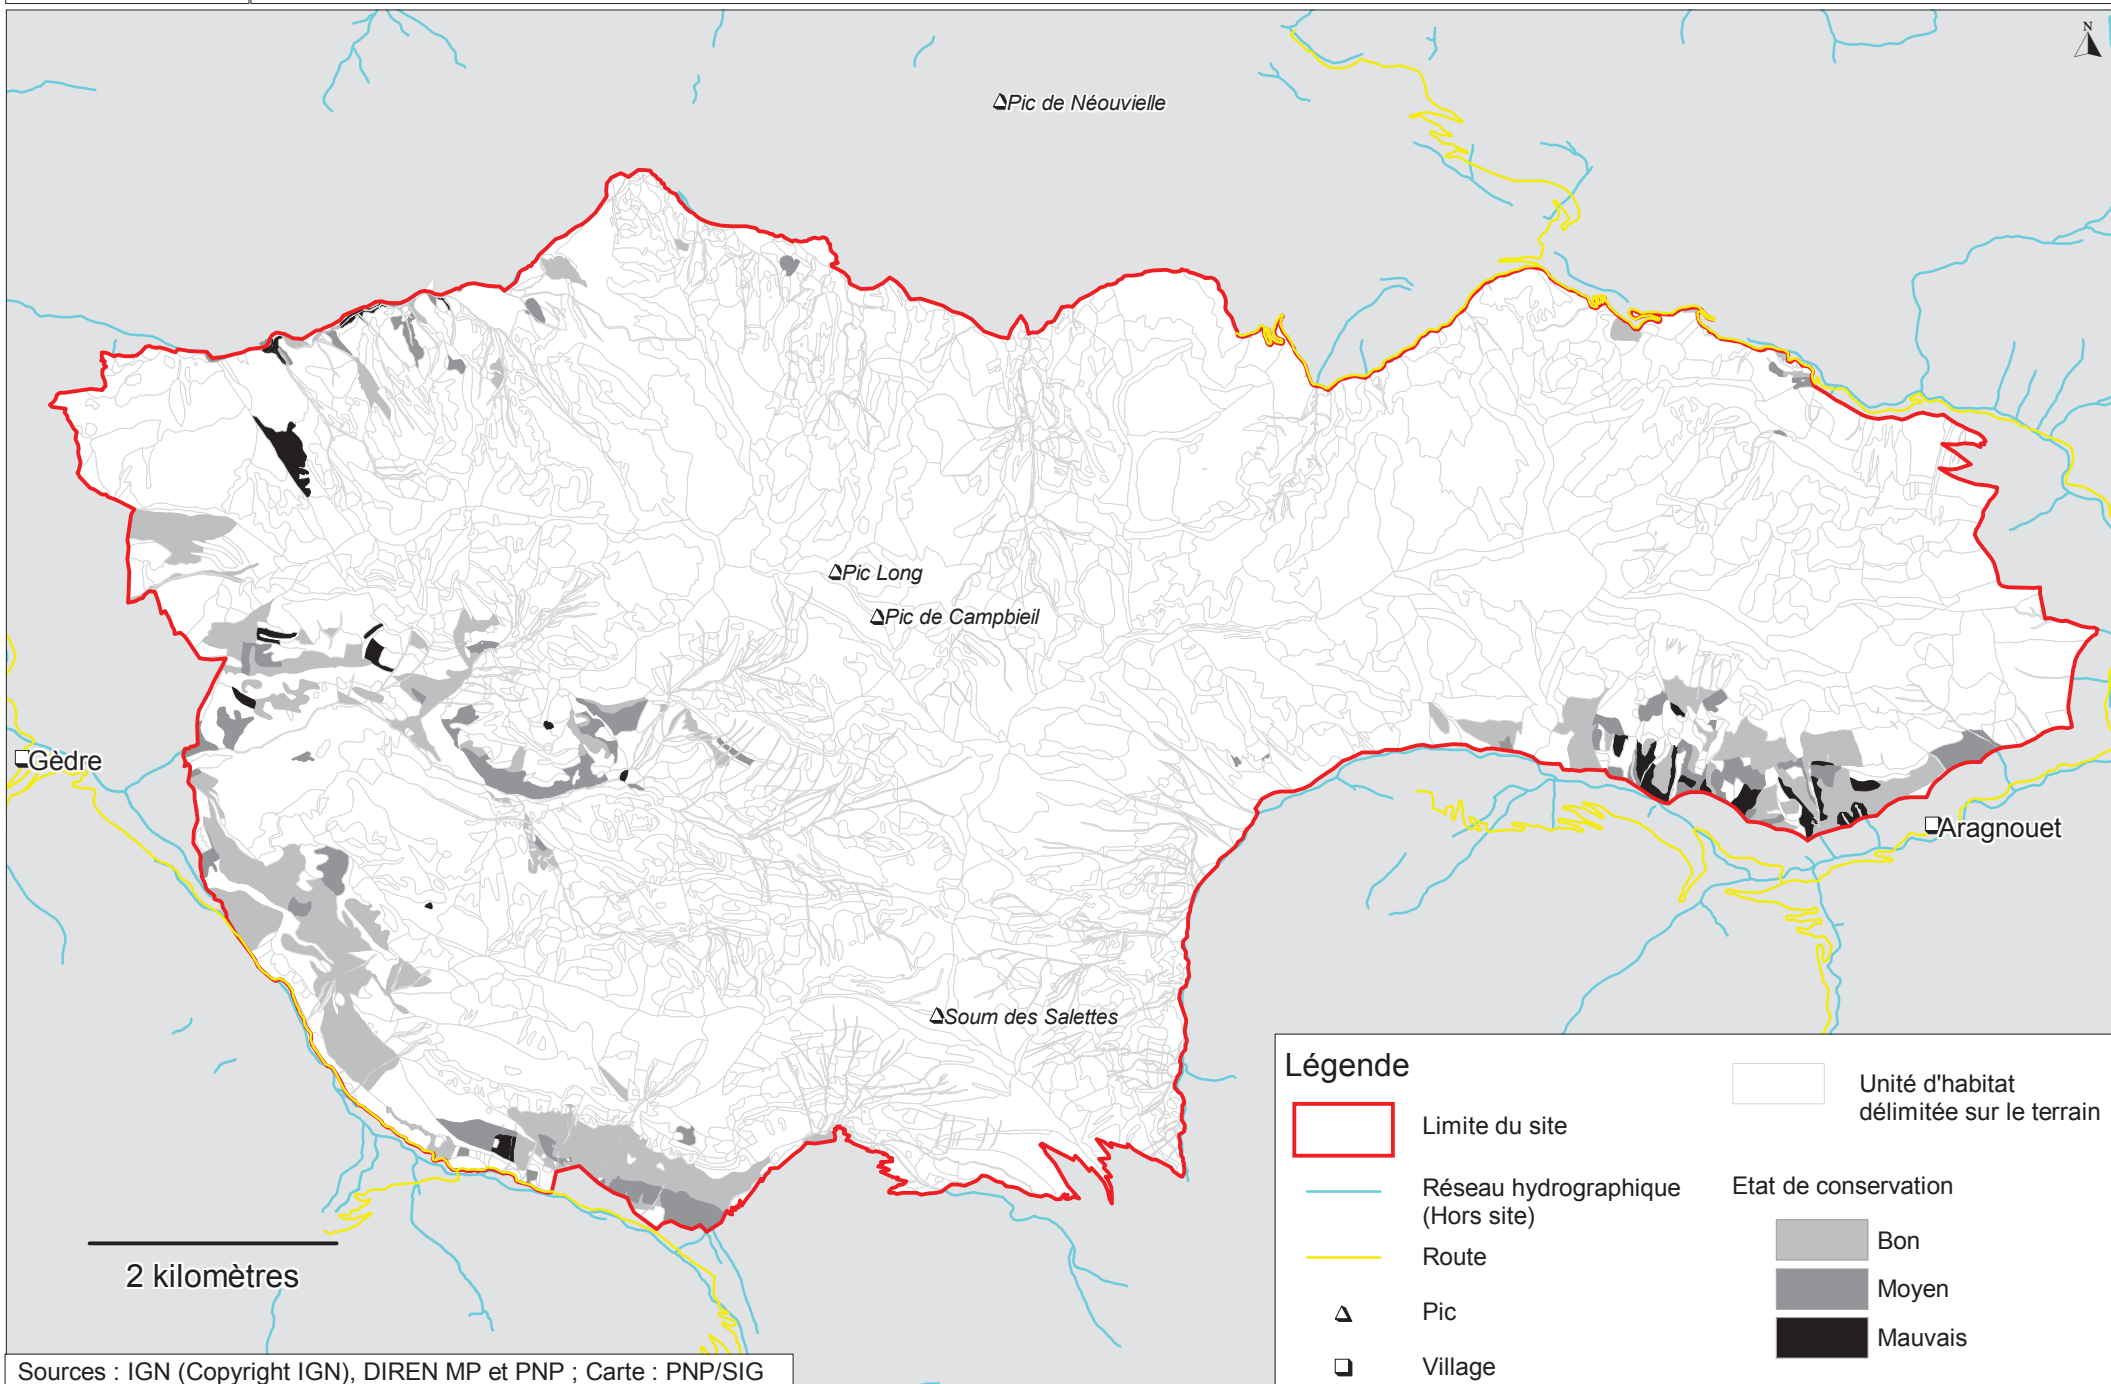 N
Pic de Néouvielle
Pic Long
Pic de Campbieil
Gèdre
Aragnouet
Soum des Salettes
2 kilomètres
Légende
Limite du site
Réseau hydrographique
(Hors site)
Route
Pic
Village
Unité d'habitat
délimitée sur le terrain
Etat de conservation
Bon
Moyen
Mauvais
Sources : IGN (Copyright IGN), DIREN MP et PNP ; Carte : PNP/SIG